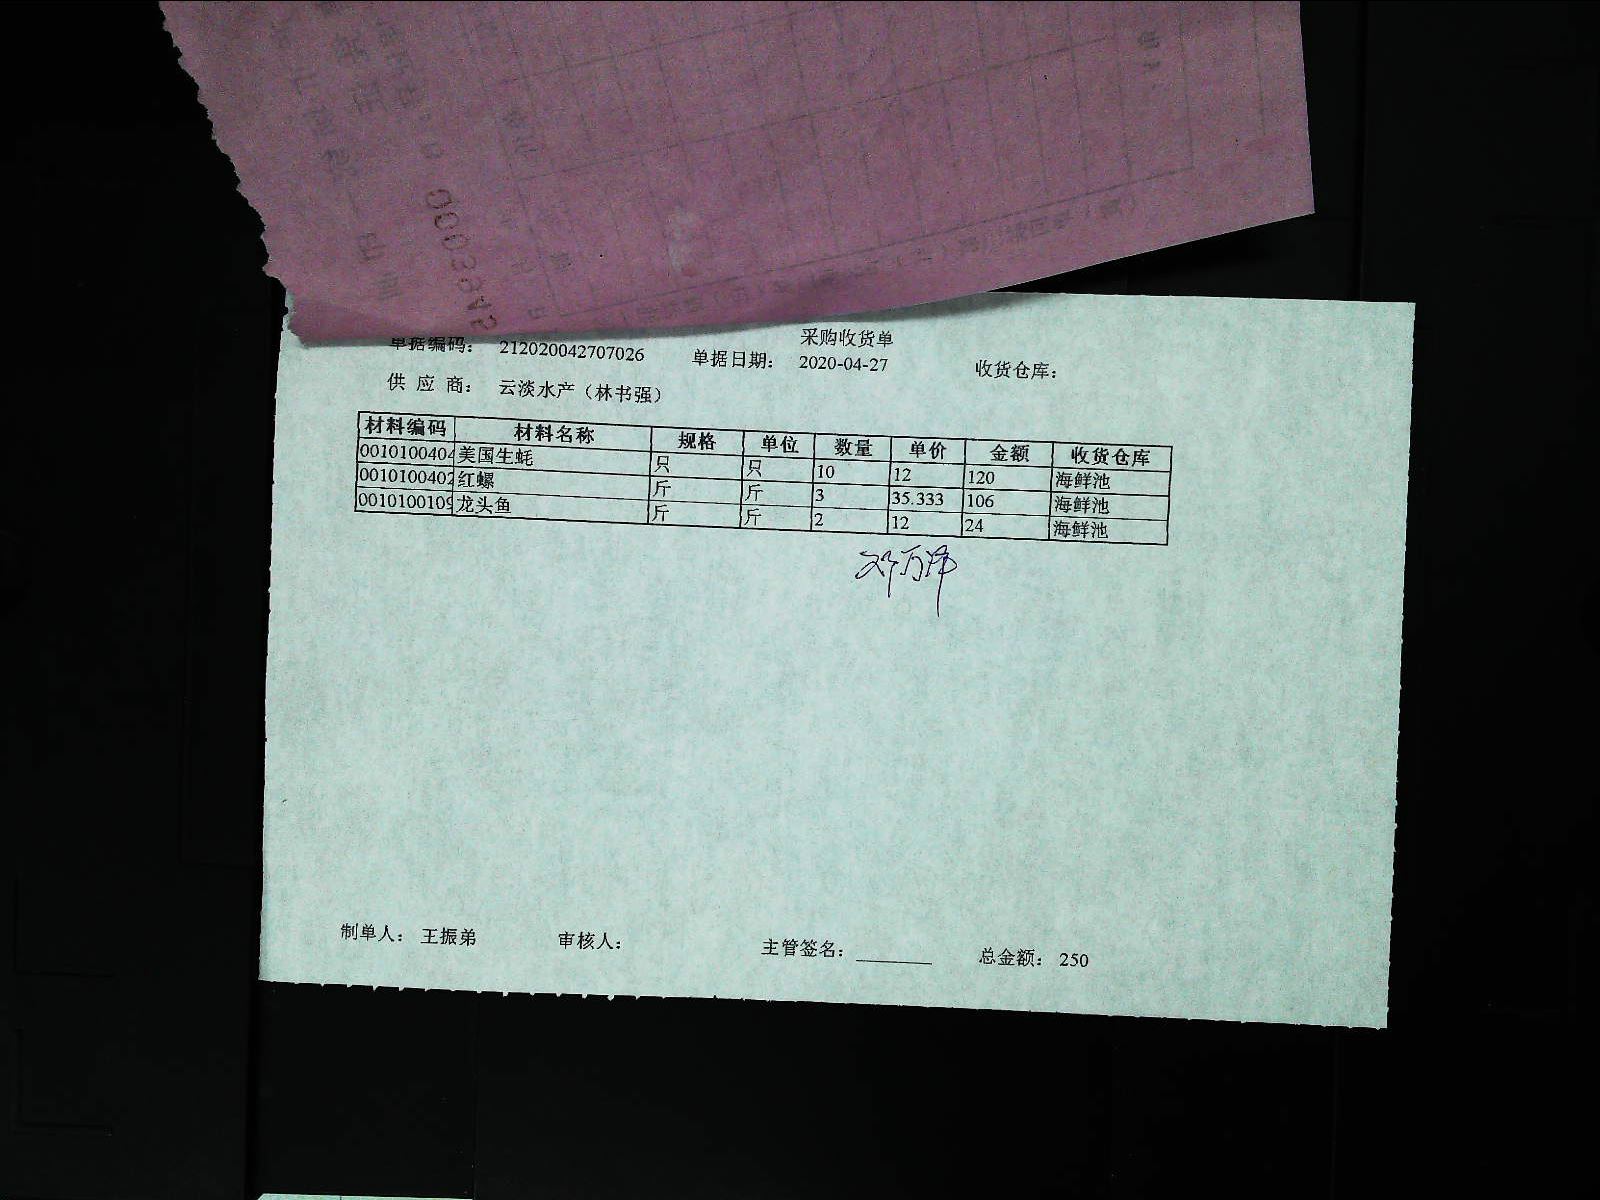 采购收货单
单据编码： 212020042707026 单据日期： 2020-04-27 收货仓库：
供 应 商： 云淡水产（林书强）
材料编码 材料名称 规格 单位 数量 单价 金额 收货仓库
0010100404 美国生蚝 只 只 10 12 120 海鲜池
0010100402 红螺 斤 斤 3 35.333 106 海鲜池
0010100109 龙头鱼 斤 斤 2 12 24 海鲜池
制单人： 王振弟 审核人： 主管签名： ________ 总金额： 250